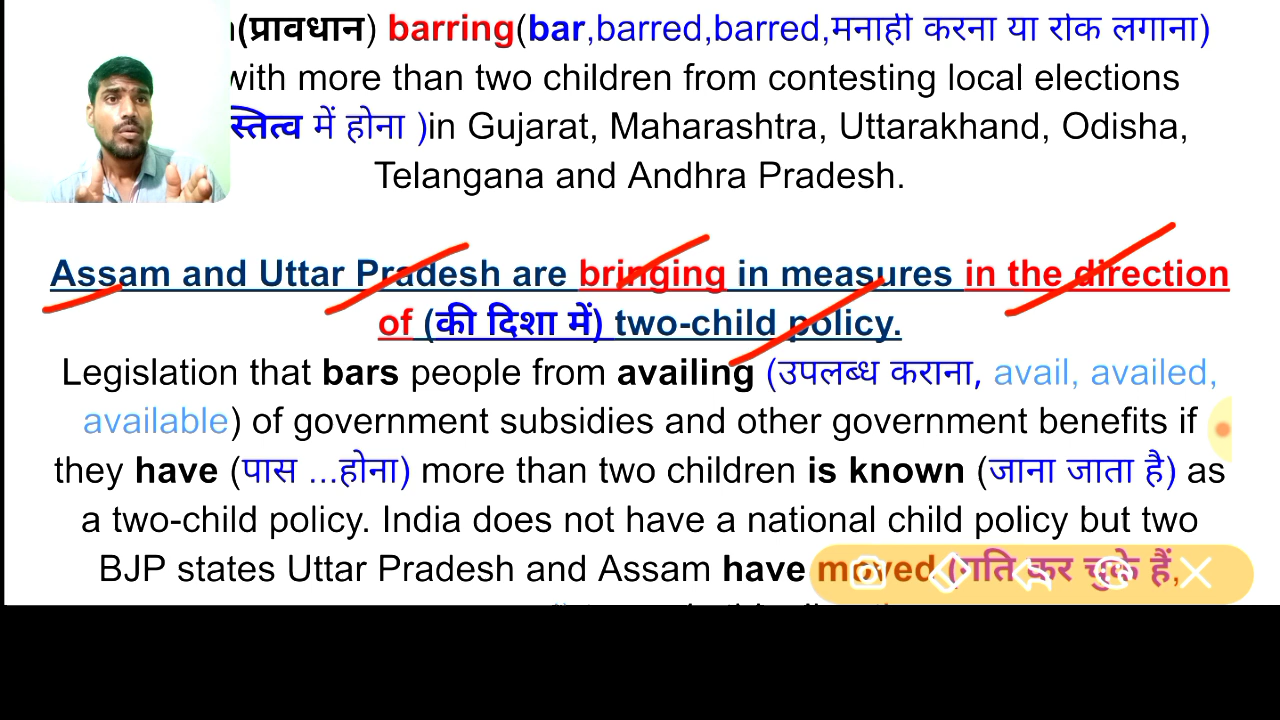 (प्रावधान) barring(bar,barred,barred,मनाही करना या रोक लगाना)
with more than two children from contesting local elections
में होना )in Gujarat, Maharashtra, Uttarakhand, Odisha,
Telangana and Andhra Pradesh.
Assam and Uttar Pradesh are bringing in measures in the direction
of (की दिशा में) two-child policy.
Legislation that bars people from availing (उपलब्ध कराना, avail, availed,
available) of government subsidies and other government benefits if
they have (पास ...होना) more than two children is known (जाना जाता है) as
a two-child policy. India does not have a national child policy but two
BJP states Uttar Pradesh and Assam have moved (गति कर चुके हैं,